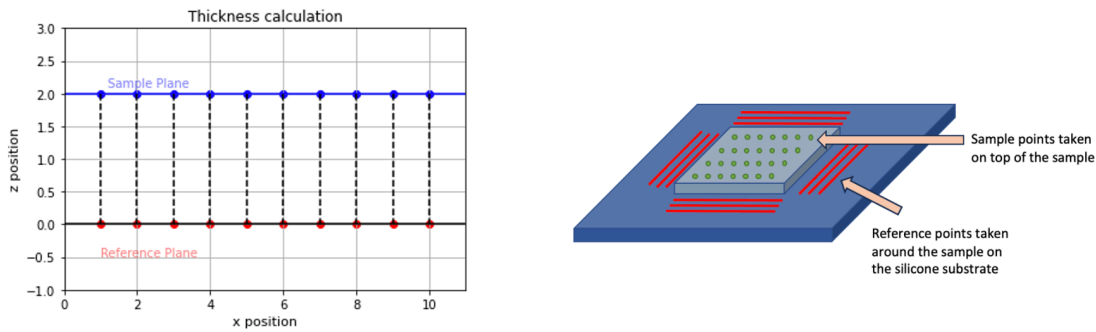 Thickness calculation
3.0
2.5
2.0
1.5
1.0
0.5
0.0
−0.5
−1.0
z position
Sample Plane
Reference Plane
0
2
4
6
8
10
x position
Sample points taken
on top of the sample
Reference points taken
around the sample on
the silicone substrate